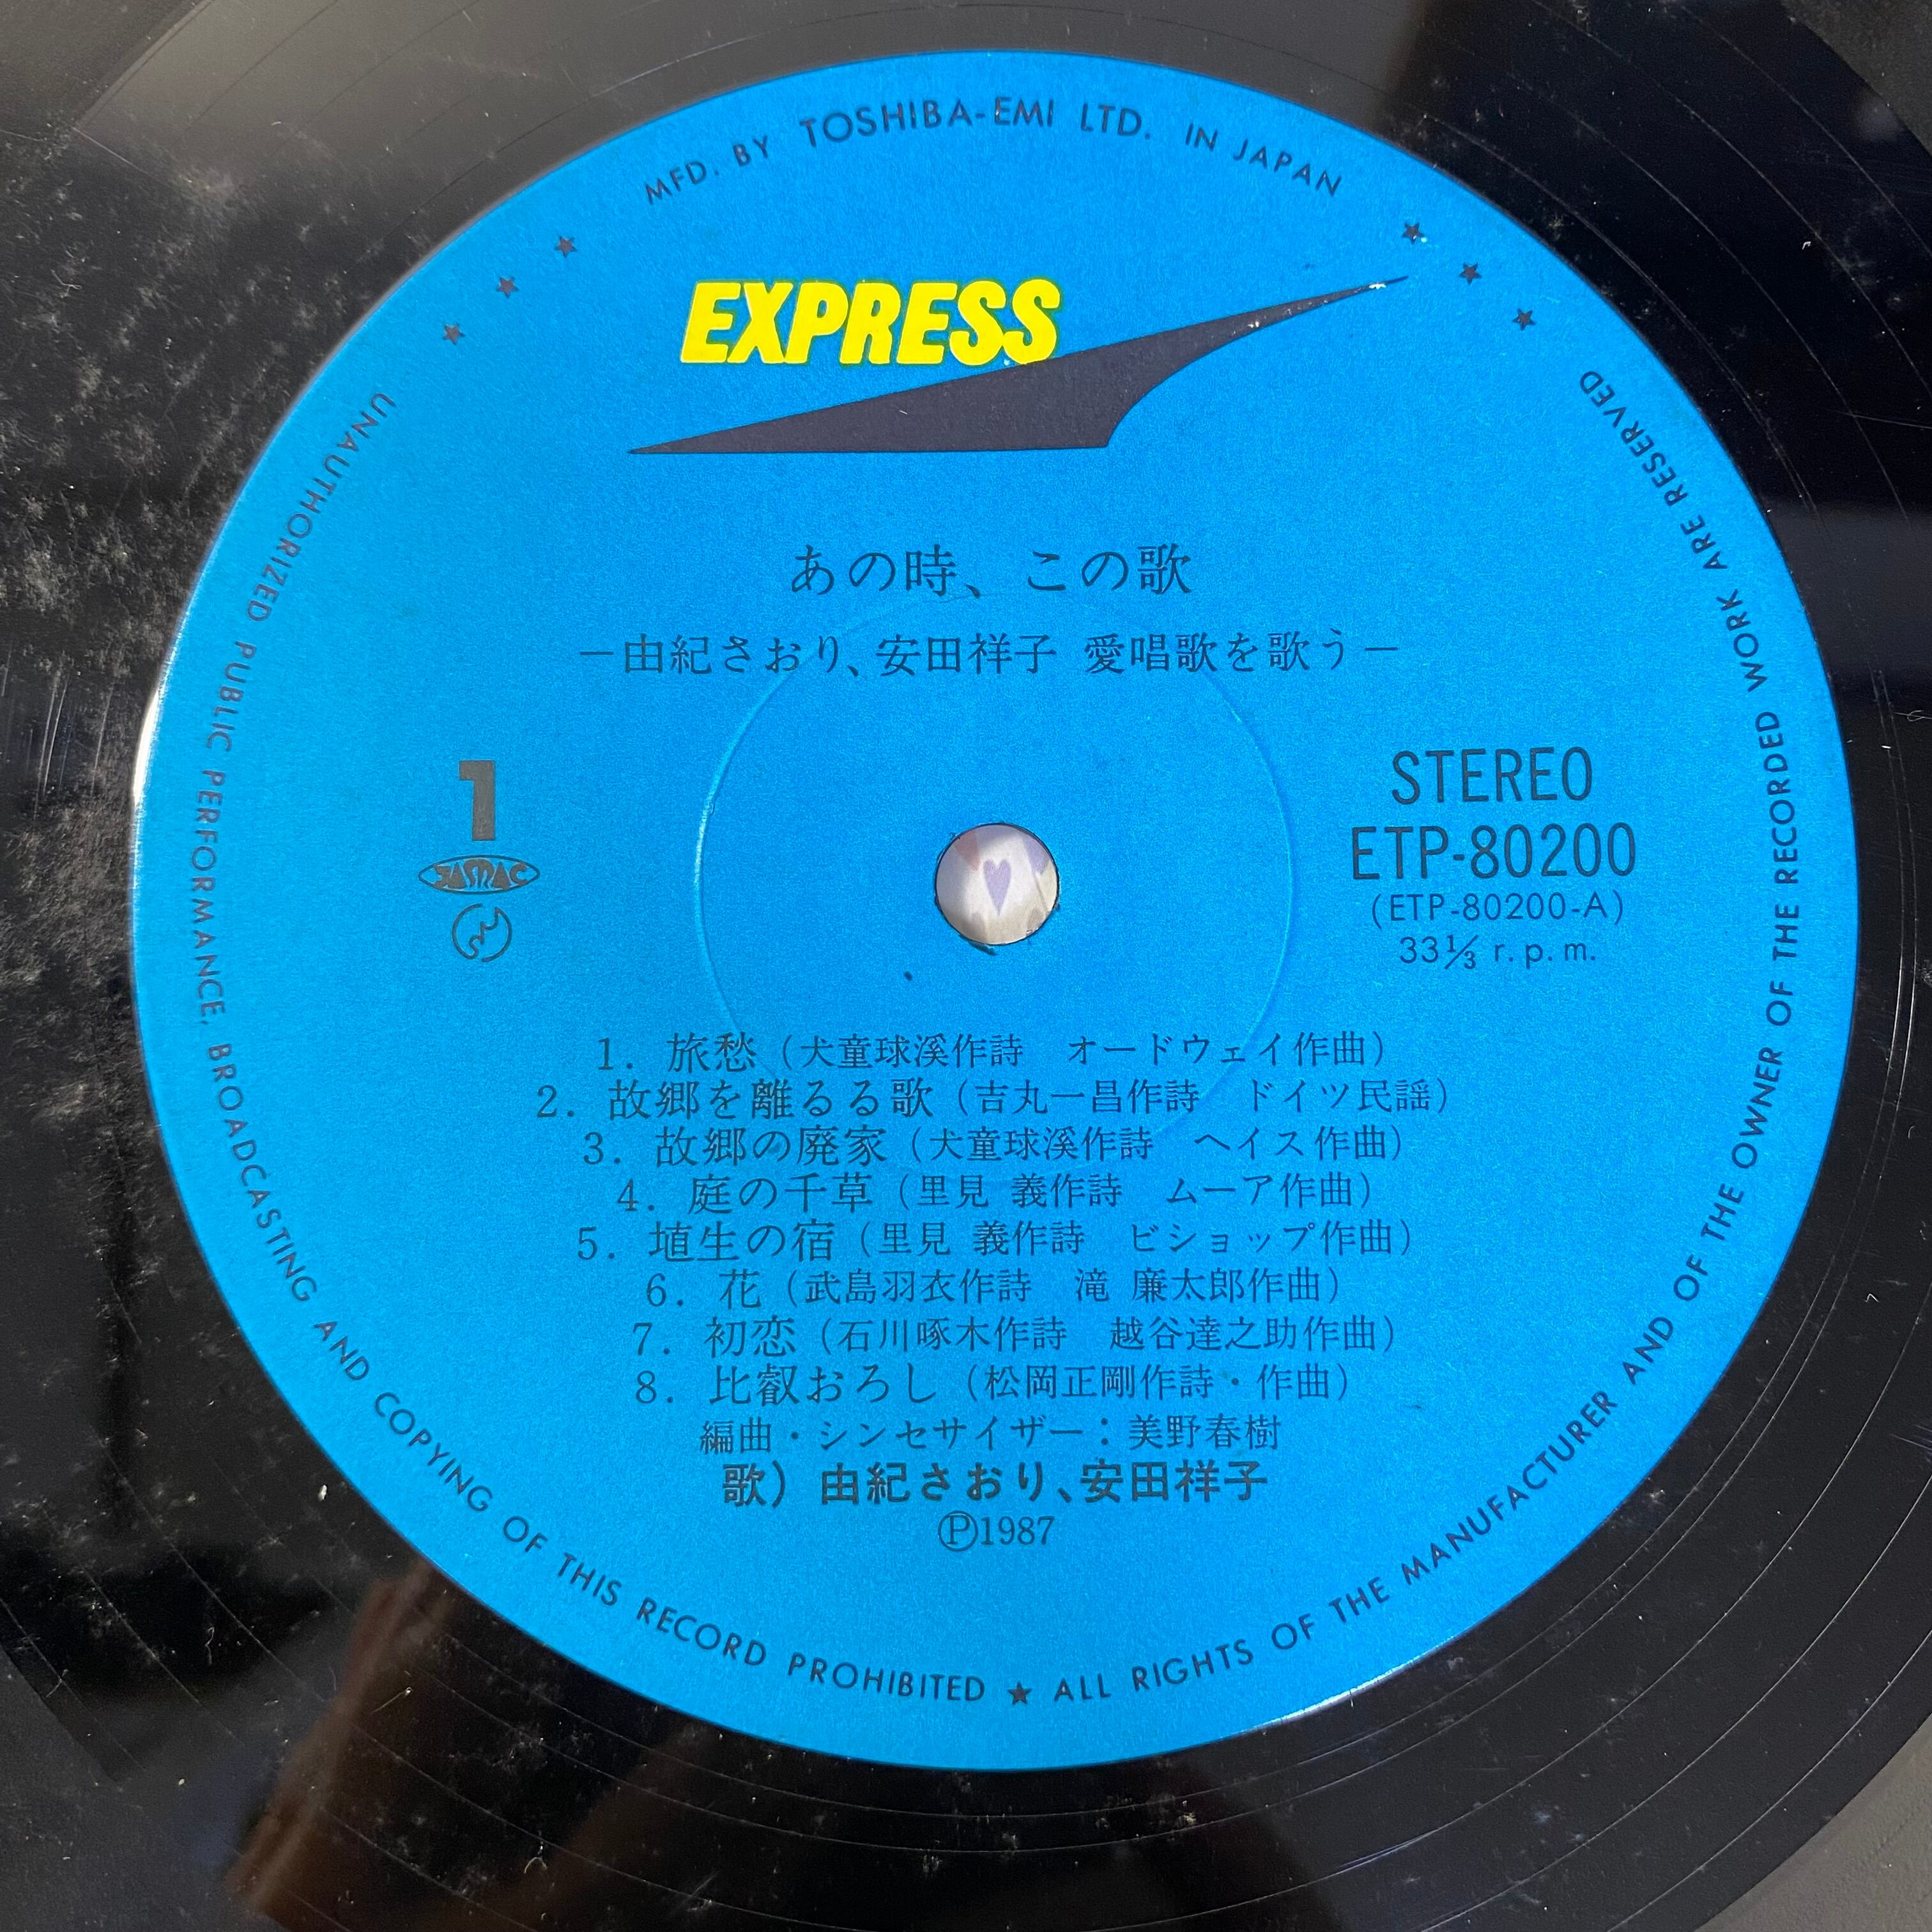 MFD. BY TOSHIBA-EMI LTD. IN JAPAN
EXPRESS
あの時、この歌
－由紀さおり、安田祥子 愛唱歌を歌う－
1
JASRAC
STEREO
ETP-80200
(ETP-80200-A)
33⅓ r.p.m.
1. 旅愁（犬童球溪作詩　オードウェイ作曲）
2. 故郷を離るる歌（吉丸一昌作詩　ドイツ民謡）
3. 故郷の廃家（犬童球溪作詩　ヘイス作曲）
4. 庭の千草（里見 義作詩　ムーア作曲）
5. 埴生の宿（里見 義作詩　ビショップ作曲）
6. 花（武島羽衣作詩　滝 廉太郎作曲）
7. 初恋（石川啄木作詩　越谷達之助作曲）
8. 比叡おろし（松岡正剛作詩・作曲）
編曲・シンセサイザー：美野春樹
歌）由紀さおり、安田祥子
Ⓟ1987
UNAUTHORIZED PUBLIC PERFORMANCE, BROADCASTING AND COPYING OF THIS RECORD PROHIBITED ★ ALL RIGHTS OF THE MANUFACTURER AND OF THE OWNER OF THE RECORDED WORK ARE RESERVED